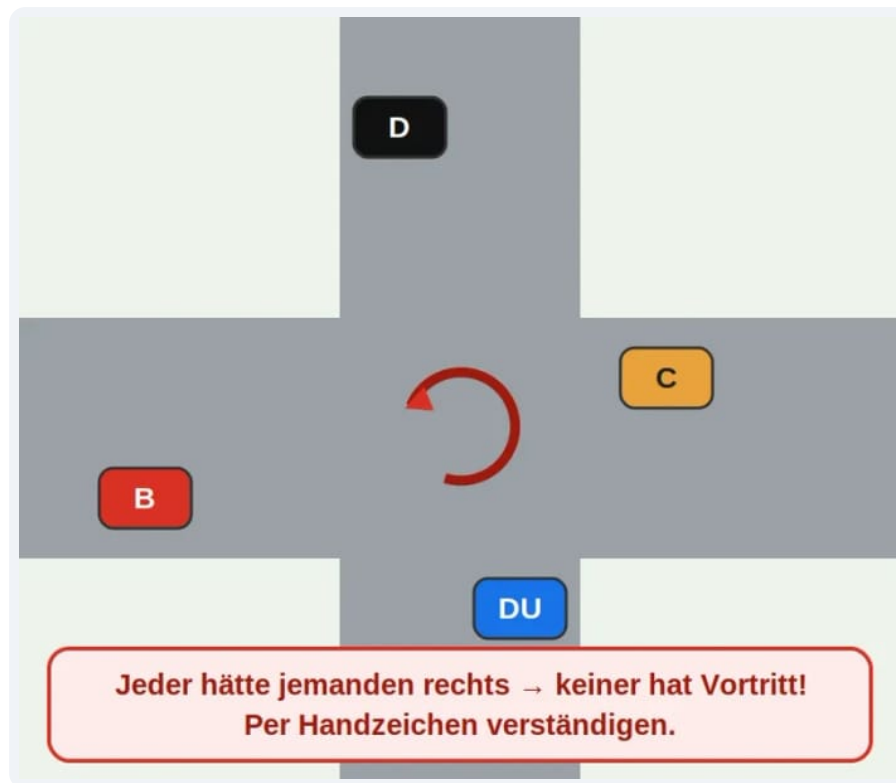 D
C
B
DU
Jeder hätte jemanden rechts → keiner hat Vortritt!
Per Handzeichen verständigen.